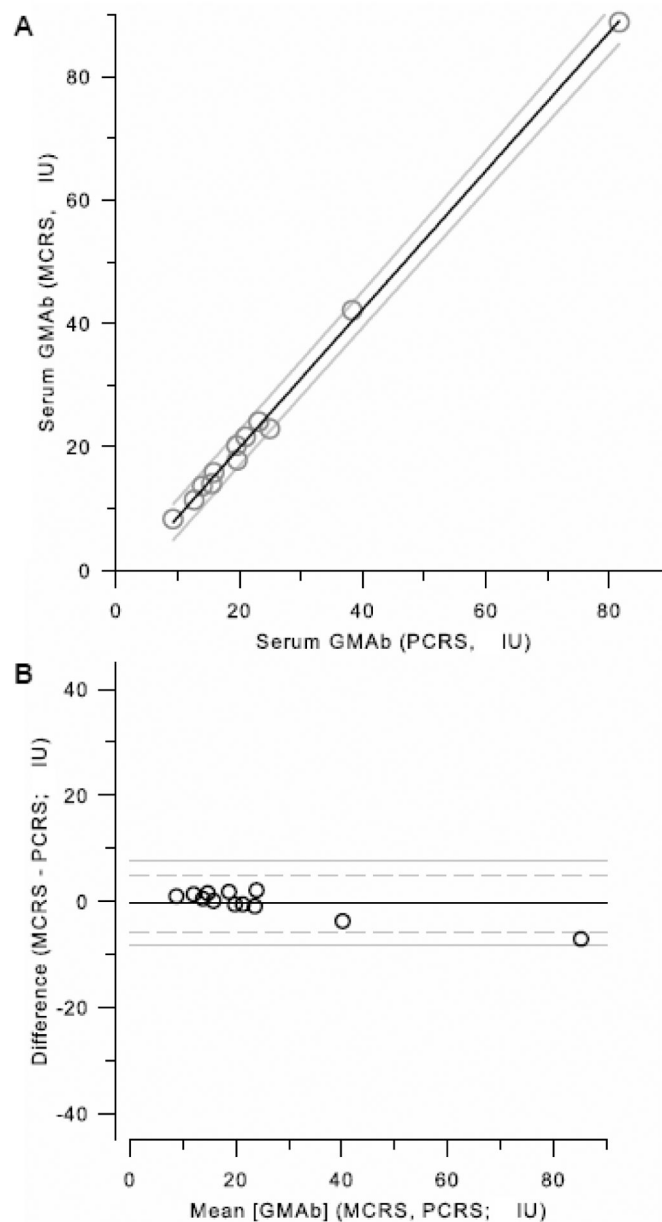 A
80
60
40
20
0
Serum GMAb (MCRS, IU)
0 20 40 60 80
Serum GMAb (PCRS, IU)
B
40
20
0
-20
-40
Difference (MCRS - PCRS; IU)
0 20 40 60 80
Mean [GMAb] (MCRS, PCRS; IU)